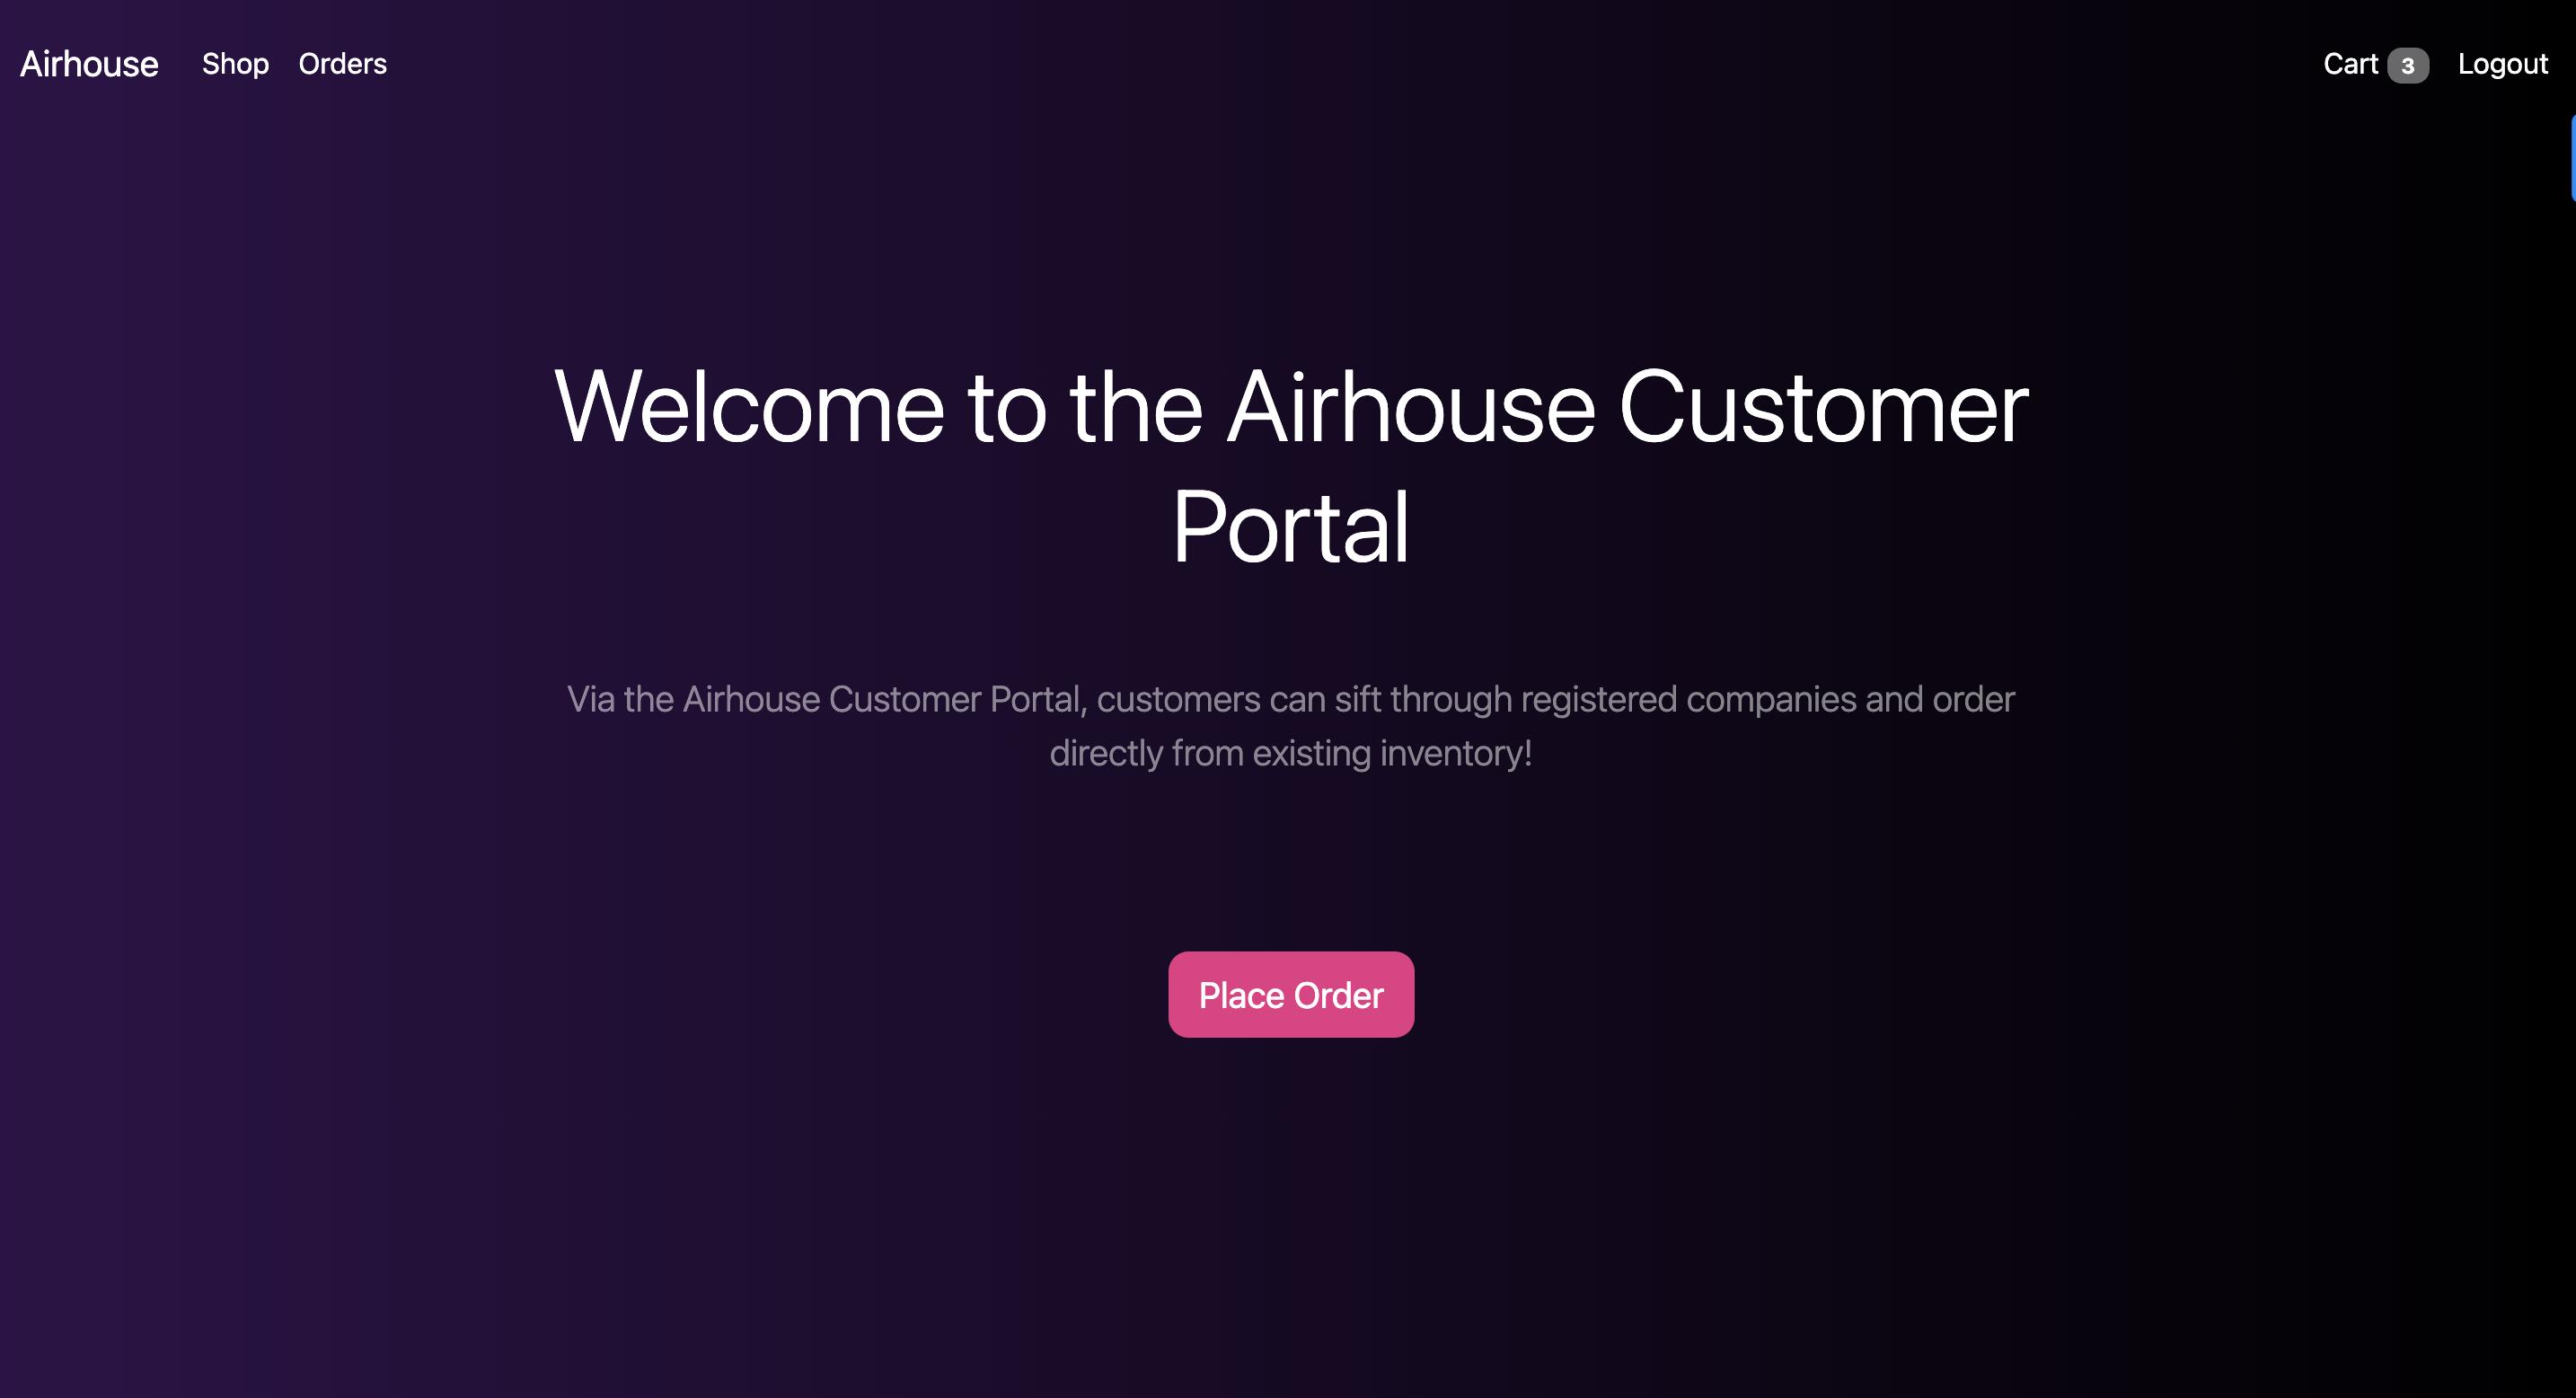 Airhouse Shop Orders Cart 3 Logout
Welcome to the Airhouse Customer
Portal
Via the Airhouse Customer Portal, customers can sift through registered companies and order
directly from existing inventory!
Place Order